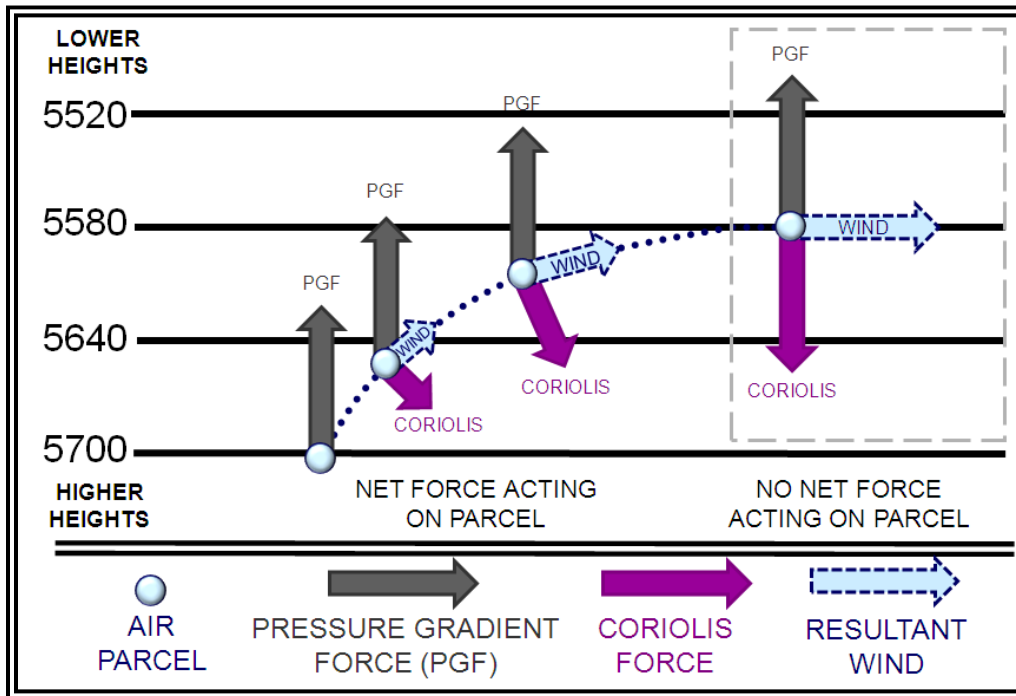 LOWER
HEIGHTS
PGF
5520
PGF
PGF
5580
WIND
WIND
PGF
5640
WIND
CORIOLIS
CORIOLIS
CORIOLIS
5700
HIGHER
HEIGHTS
NET FORCE ACTING
ON PARCEL
NO NET FORCE
ACTING ON PARCEL
AIR
PARCEL
PRESSURE GRADIENT
FORCE (PGF)
CORIOLIS
FORCE
RESULTANT
WIND